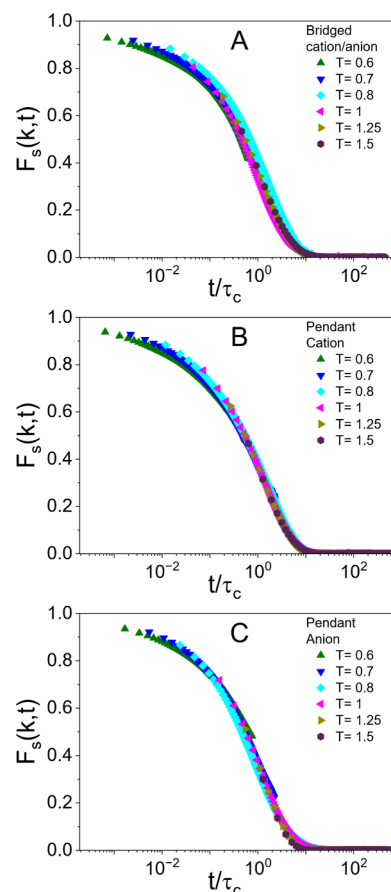 A
Bridged
cation/anion
T= 0.6
T= 0.7
T= 0.8
T= 1
T= 1.25
T= 1.5
Fₛ(k,t)
1.0
0.8
0.6
0.4
0.2
0.0
10⁻² 10⁰ 10²
t/τ꜀
B
Pendant
Cation
T= 0.6
T= 0.7
T= 0.8
T= 1
T= 1.25
T= 1.5
Fₛ(k,t)
1.0
0.8
0.6
0.4
0.2
0.0
10⁻² 10⁰ 10²
t/τ꜀
C
Pendant
Anion
T= 0.6
T= 0.7
T= 0.8
T= 1
T= 1.25
T= 1.5
Fₛ(k,t)
1.0
0.8
0.6
0.4
0.2
0.0
10⁻² 10⁰ 10²
t/τ꜀